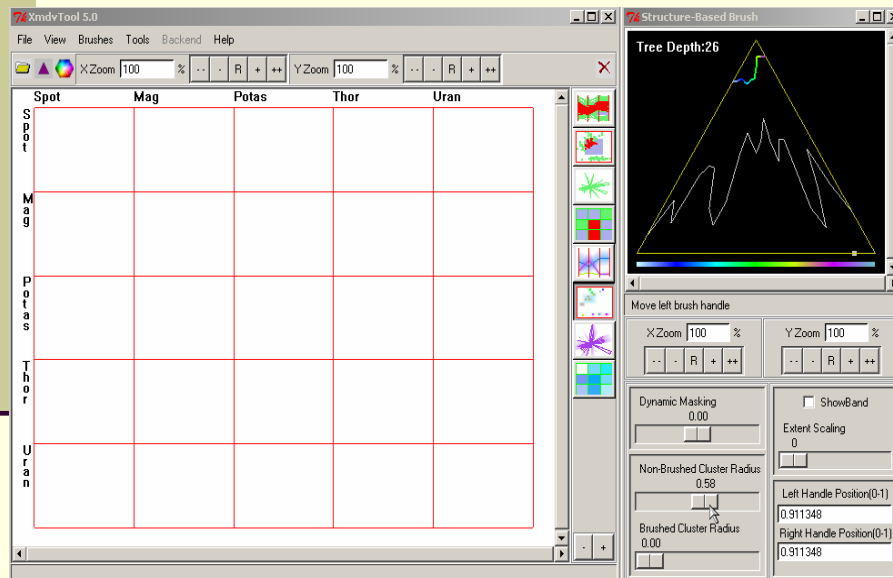 XmdvTool 5.0
File View Brushes Tools Backend Help
X Zoom 100 % -- - R + ++ Y Zoom 100 % -- - R + ++
Spot Mag Potas Thor Uran
Spot
Mag
Potas
Thor
Uran
- +
Structure-Based Brush
Tree Depth:26
Move left brush handle
X Zoom 100 % Y Zoom 100 %
-- - R + ++ -- - R + ++
Dynamic Masking
0.00
ShowBand
Extent Scaling
0
Non-Brushed Cluster Radius
0.58
Brushed Cluster Radius
0.00
Left Handle Position(0-1)
0.911348
Right Handle Position(0-1)
0.911348